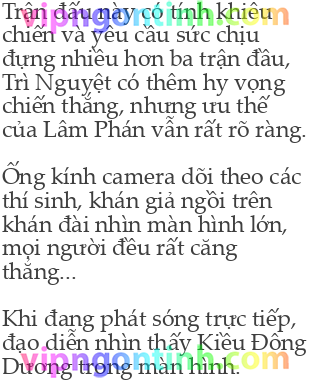 Trận đấu này có tính khiêu
chiến và yêu cầu sức chịu
đựng nhiều hơn ba trận đầu,
Trì Nguyệt có thêm hy vọng
chiến thắng, nhưng ưu thế
của Lâm Phán vẫn rất rõ ràng.
Ống kính camera dõi theo các
thí sinh, khán giả ngồi trên
khán đài nhìn màn hình lớn,
mọi người đều rất căng
thẳng...
Khi đang phát sóng trực tiếp,
đạo diễn nhìn thấy Kiều Đông
Dương trong màn hình.
vipngontinh.com
vipngontinh.com